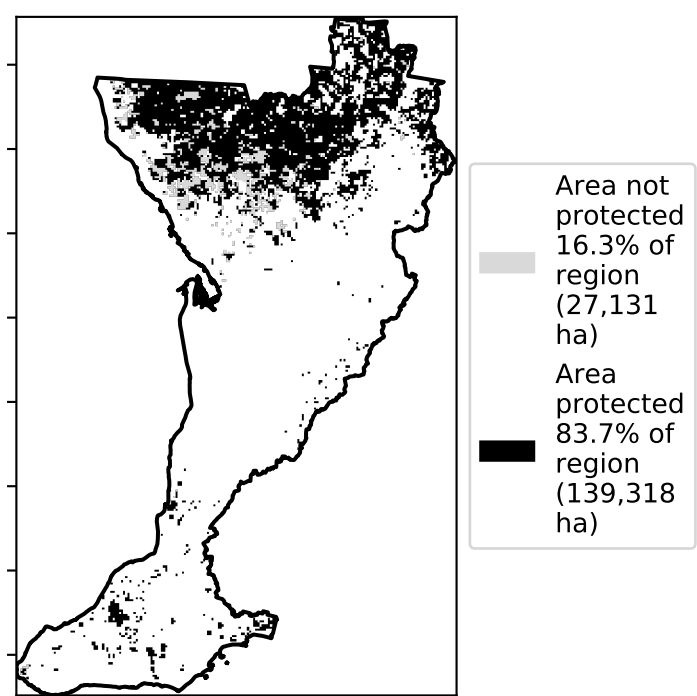 Area not
protected
16.3% of
region
(27,131
ha)
Area
protected
83.7% of
region
(139,318
ha)